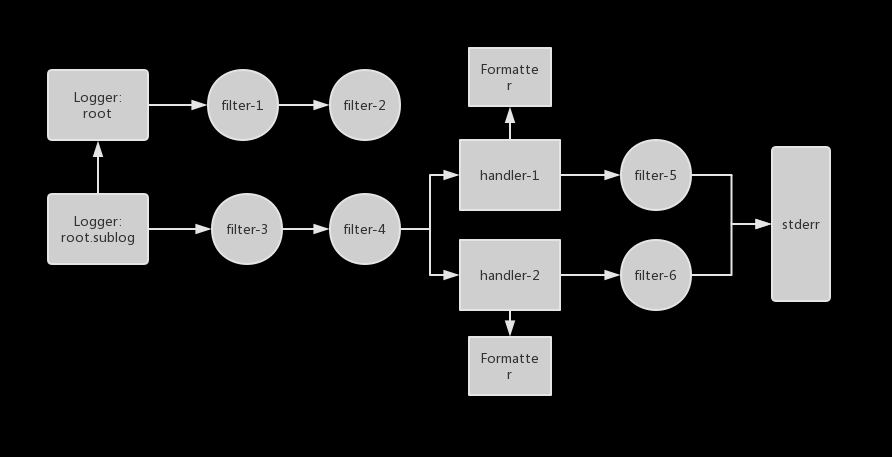 Logger:
root
filter-1
filter-2
Formatte
r
Logger:
root.sublog
filter-3
filter-4
handler-1
filter-5
handler-2
filter-6
stderr
Formatte
r